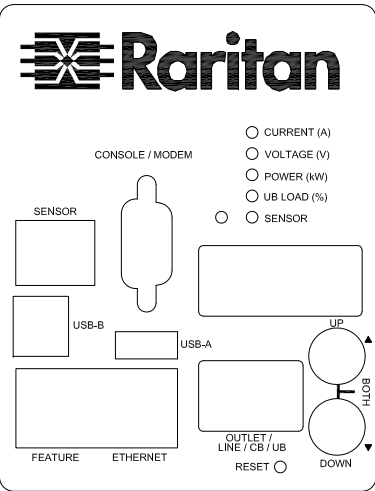 Raritan
CURRENT (A)
CONSOLE / MODEM
VOLTAGE (V)
POWER (kW)
UB LOAD (%)
SENSOR
SENSOR
UP
USB-B
USB-A
BOTH
OUTLET /
LINE / CB / UB
FEATURE
ETHERNET
DOWN
RESET